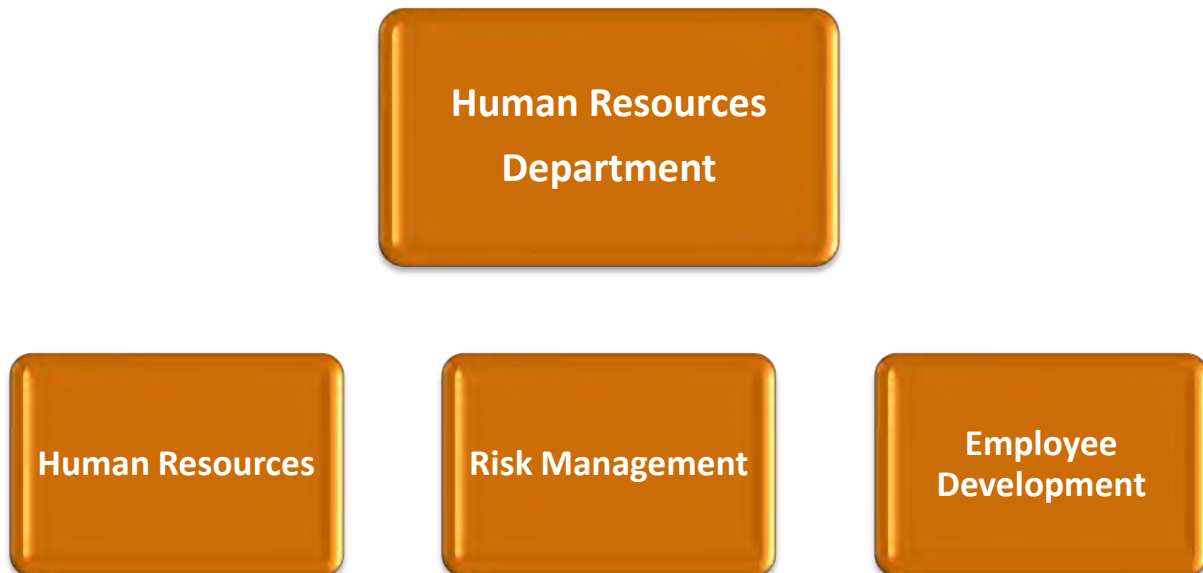 Human Resources
Department
Human Resources
Risk Management
Employee
Development